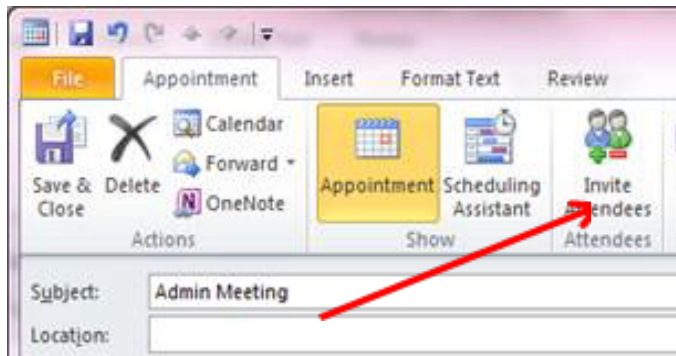 File Appointment Insert Format Text Review
Save & Close
Delete
Calendar
Forward
OneNote
Actions
Appointment
Scheduling Assistant
Show
Invite Attendees
Attendees
Subject: Admin Meeting
Location: